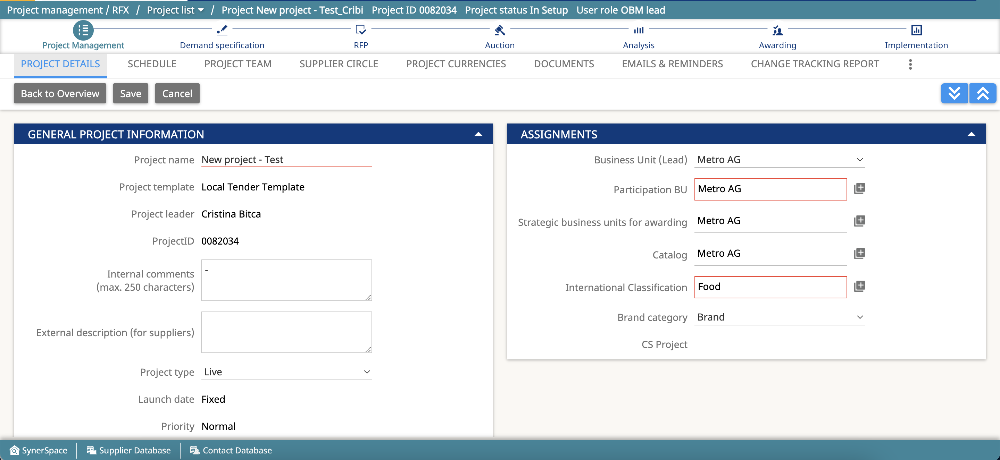 Project management / RFX / Project list / Project New project - Test_Cribi Project ID 0082034 Project status In Setup User role OBM lead
Project Management
Demand specification
RFP
Auction
Analysis
Awarding
Implementation
PROJECT DETAILS
SCHEDULE
PROJECT TEAM
SUPPLIER CIRCLE
PROJECT CURRENCIES
DOCUMENTS
EMAILS & REMINDERS
CHANGE TRACKING REPORT
Back to Overview
Save
Cancel
GENERAL PROJECT INFORMATION
Project name New project - Test
Project template Local Tender Template
Project leader Cristina Bitca
ProjectID 0082034
Internal comments
(max. 250 characters)
-
External description (for suppliers)
Project type Live
Launch date Fixed
Priority Normal
ASSIGNMENTS
Business Unit (Lead) Metro AG
Participation BU Metro AG
Strategic business units for awarding Metro AG
Catalog Metro AG
International Classification Food
Brand category Brand
CS Project
SynerSpace
Supplier Database
Contact Database